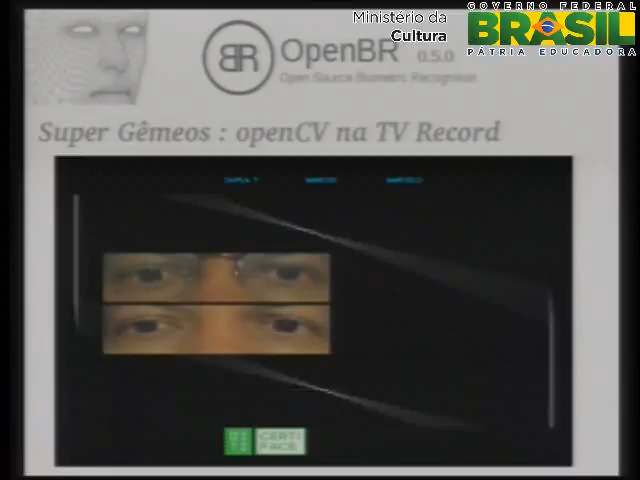 Ministério da
Cultura
GOVERNO FEDERAL
BRASIL
PÁTRIA EDUCADORA
BR
OpenBR 0.5.0
Open Source Biometric Recognition
Super Gêmeos : openCV na TV Record
CERTI
FACE